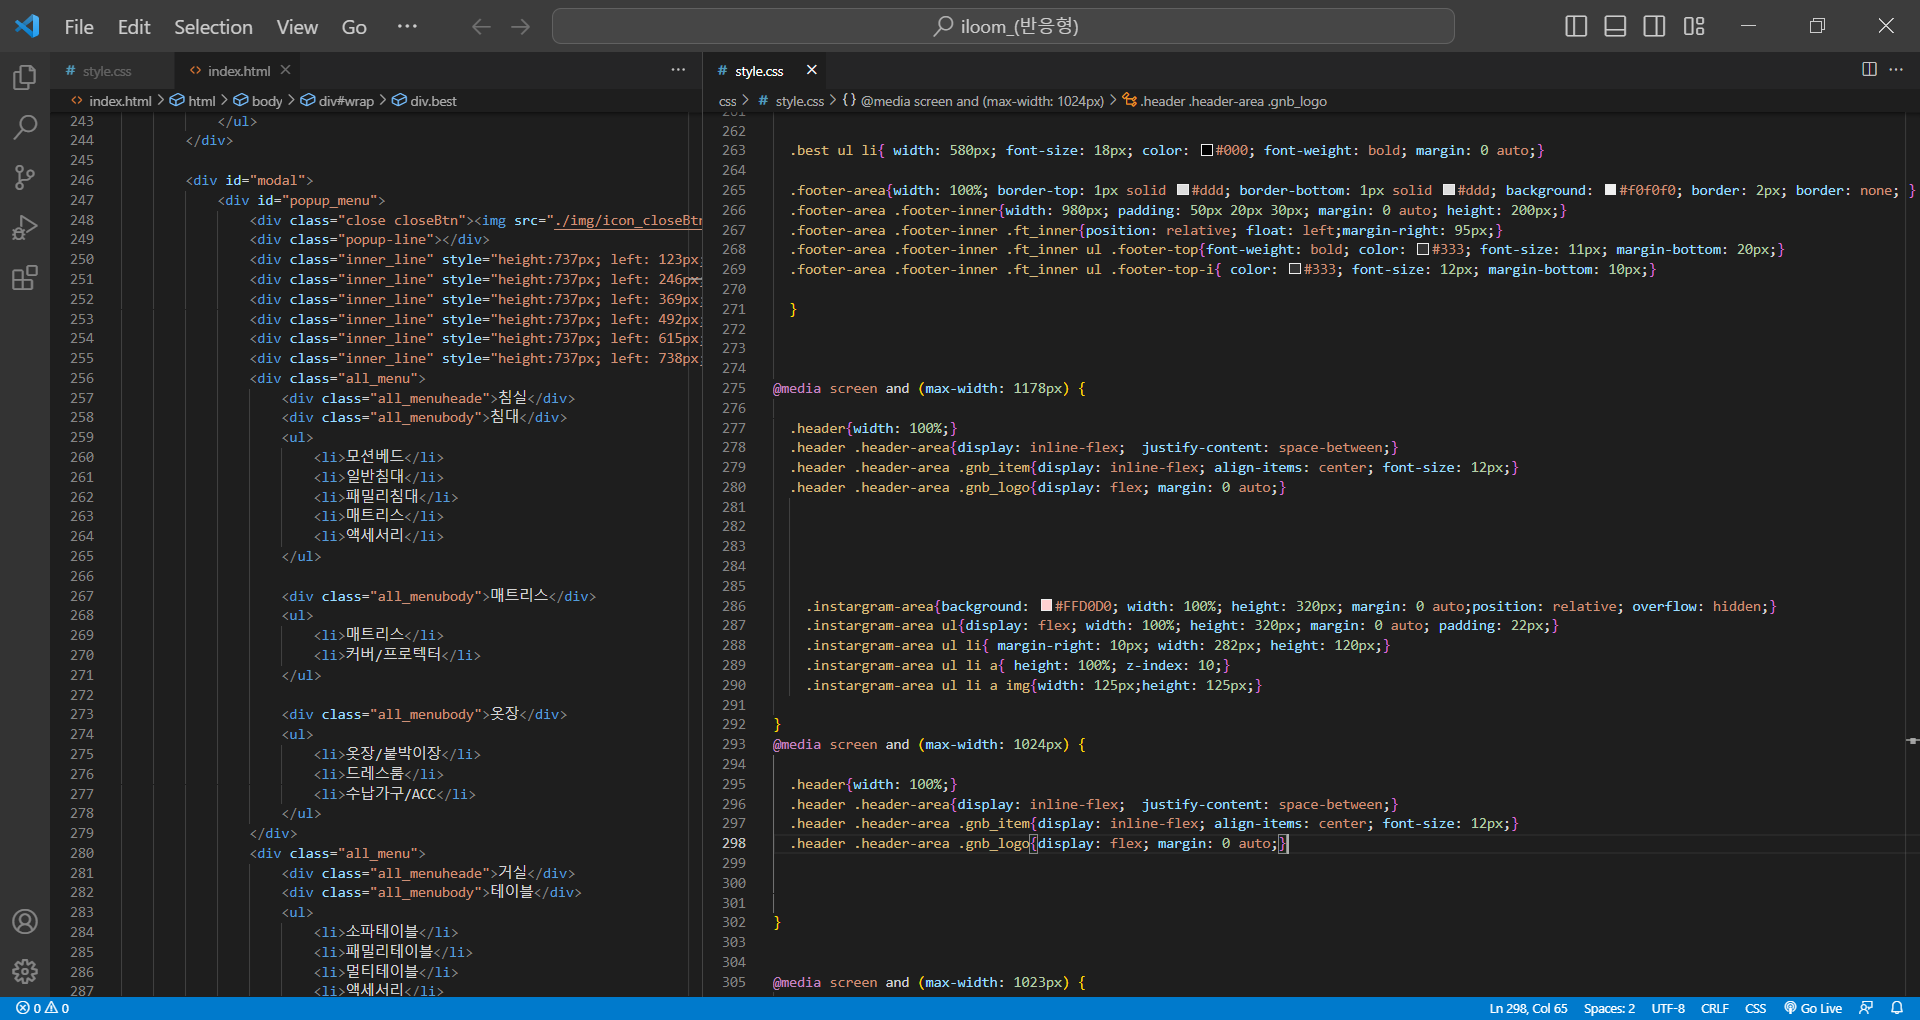 File Edit Selection View Go ··· iloom_(반응형)
# style.css <> index.html ×
<> index.html > html > body > div#wrap > div.best
243 </ul>
244 </div>
245
246 <div id="modal">
247 <div id="popup_menu">
248 <div class="close closeBtn"><img src="./img/icon_closeBtn
249 <div class="popup-line"></div>
250 <div class="inner_line" style="height:737px; left: 123px;
251 <div class="inner_line" style="height:737px; left: 246px;
252 <div class="inner_line" style="height:737px; left: 369px;
253 <div class="inner_line" style="height:737px; left: 492px;
254 <div class="inner_line" style="height:737px; left: 615px;
255 <div class="inner_line" style="height:737px; left: 738px;
256 <div class="all_menu">
257 <div class="all_menuheade">침실</div>
258 <div class="all_menubody">침대</div>
259 <ul>
260 <li>모션베드</li>
261 <li>일반침대</li>
262 <li>패밀리침대</li>
263 <li>매트리스</li>
264 <li>액세서리</li>
265 </ul>
266
267 <div class="all_menubody">매트리스</div>
268 <ul>
269 <li>매트리스</li>
270 <li>커버/프로텍터</li>
271 </ul>
272
273 <div class="all_menubody">옷장</div>
274 <ul>
275 <li>옷장/붙박이장</li>
276 <li>드레스룸</li>
277 <li>수납가구/ACC</li>
278 </ul>
279 </div>
280 <div class="all_menu">
281 <div class="all_menuheade">거실</div>
282 <div class="all_menubody">테이블</div>
283 <ul>
284 <li>소파테이블</li>
285 <li>패밀리테이블</li>
286 <li>멀티테이블</li>
287 <li>액세서리</li>
# style.css ×
css > # style.css > {} @media screen and (max-width: 1024px) > .header .header-area .gnb_logo
261
262
263 .best ul li{ width: 580px; font-size: 18px; color: #000; font-weight: bold; margin: 0 auto;}
264
265 .footer-area{width: 100%; border-top: 1px solid #ddd; border-bottom: 1px solid #ddd; background: #f0f0f0; border: 2px; border: none; }
266 .footer-area .footer-inner{width: 980px; padding: 50px 20px 30px; margin: 0 auto; height: 200px;}
267 .footer-area .footer-inner .ft_inner{position: relative; float: left;margin-right: 95px;}
268 .footer-area .footer-inner .ft_inner ul .footer-top{font-weight: bold; color: #333; font-size: 11px; margin-bottom: 20px;}
269 .footer-area .footer-inner .ft_inner ul .footer-top-i{ color: #333; font-size: 12px; margin-bottom: 10px;}
270
271 }
272
273
274
275 @media screen and (max-width: 1178px) {
276
277 .header{width: 100%;}
278 .header .header-area{display: inline-flex;  justify-content: space-between;}
279 .header .header-area .gnb_item{display: inline-flex; align-items: center; font-size: 12px;}
280 .header .header-area .gnb_logo{display: flex; margin: 0 auto;}
281
282
283
284
285
286 .instargram-area{background: #FFD0D0; width: 100%; height: 320px; margin: 0 auto;position: relative; overflow: hidden;}
287 .instargram-area ul{display: flex; width: 100%; height: 320px; margin: 0 auto; padding: 22px;}
288 .instargram-area ul li{ margin-right: 10px; width: 282px; height: 120px;}
289 .instargram-area ul li a{ height: 100%; z-index: 10;}
290 .instargram-area ul li a img{width: 125px;height: 125px;}
291
292 }
293 @media screen and (max-width: 1024px) {
294
295 .header{width: 100%;}
296 .header .header-area{display: inline-flex;  justify-content: space-between;}
297 .header .header-area .gnb_item{display: inline-flex; align-items: center; font-size: 12px;}
298 .header .header-area .gnb_logo{display: flex; margin: 0 auto;}
299
300
301
302 }
303
304
305 @media screen and (max-width: 1023px) {
0 0 Ln 298, Col 65 Spaces: 2 UTF-8 CRLF CSS Go Live